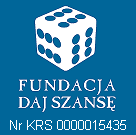 FUNDACJA
DAJ SZANSĘ
Nr KRS 0000015435